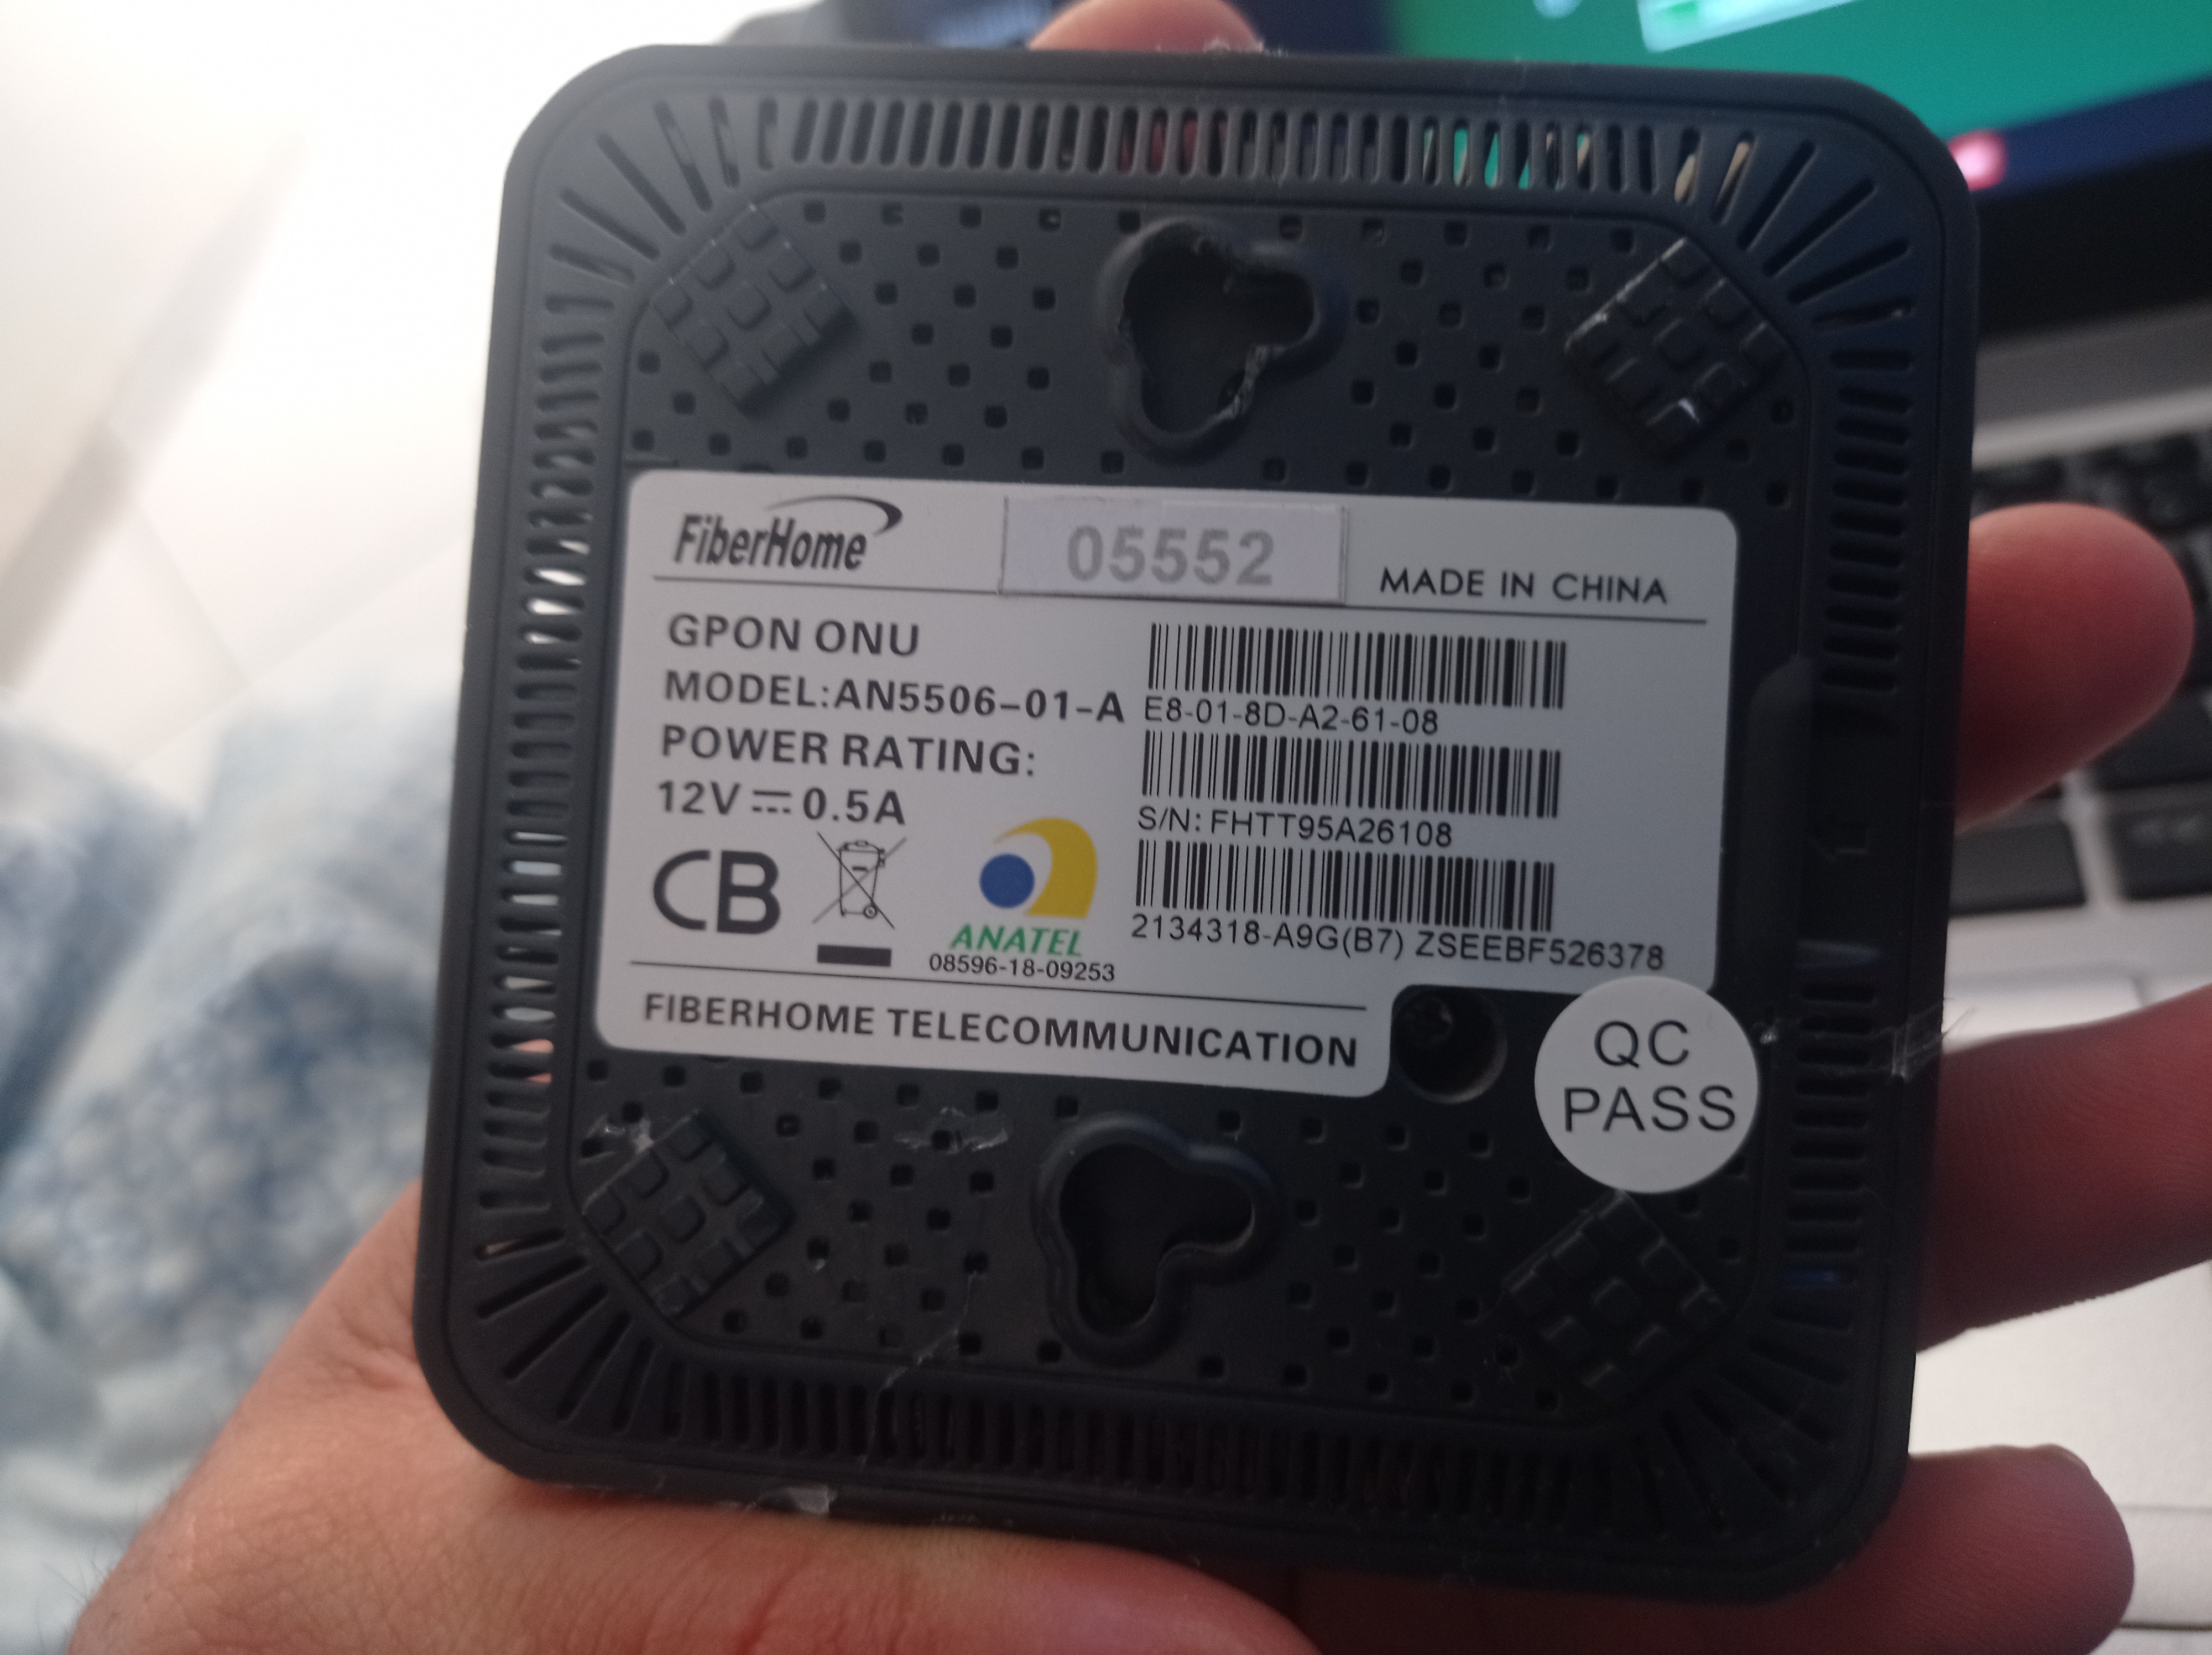 FiberHome
05552
MADE IN CHINA
GPON ONU
MODEL:AN5506-01-A
POWER RATING:
12V ⎓ 0.5A
E8-01-8D-A2-61-08
S/N: FHTT95A26108
2134318-A9G(B7) ZSEEBF526378
CB
ANATEL
08596-18-09253
FIBERHOME TELECOMMUNICATION
QC
PASS